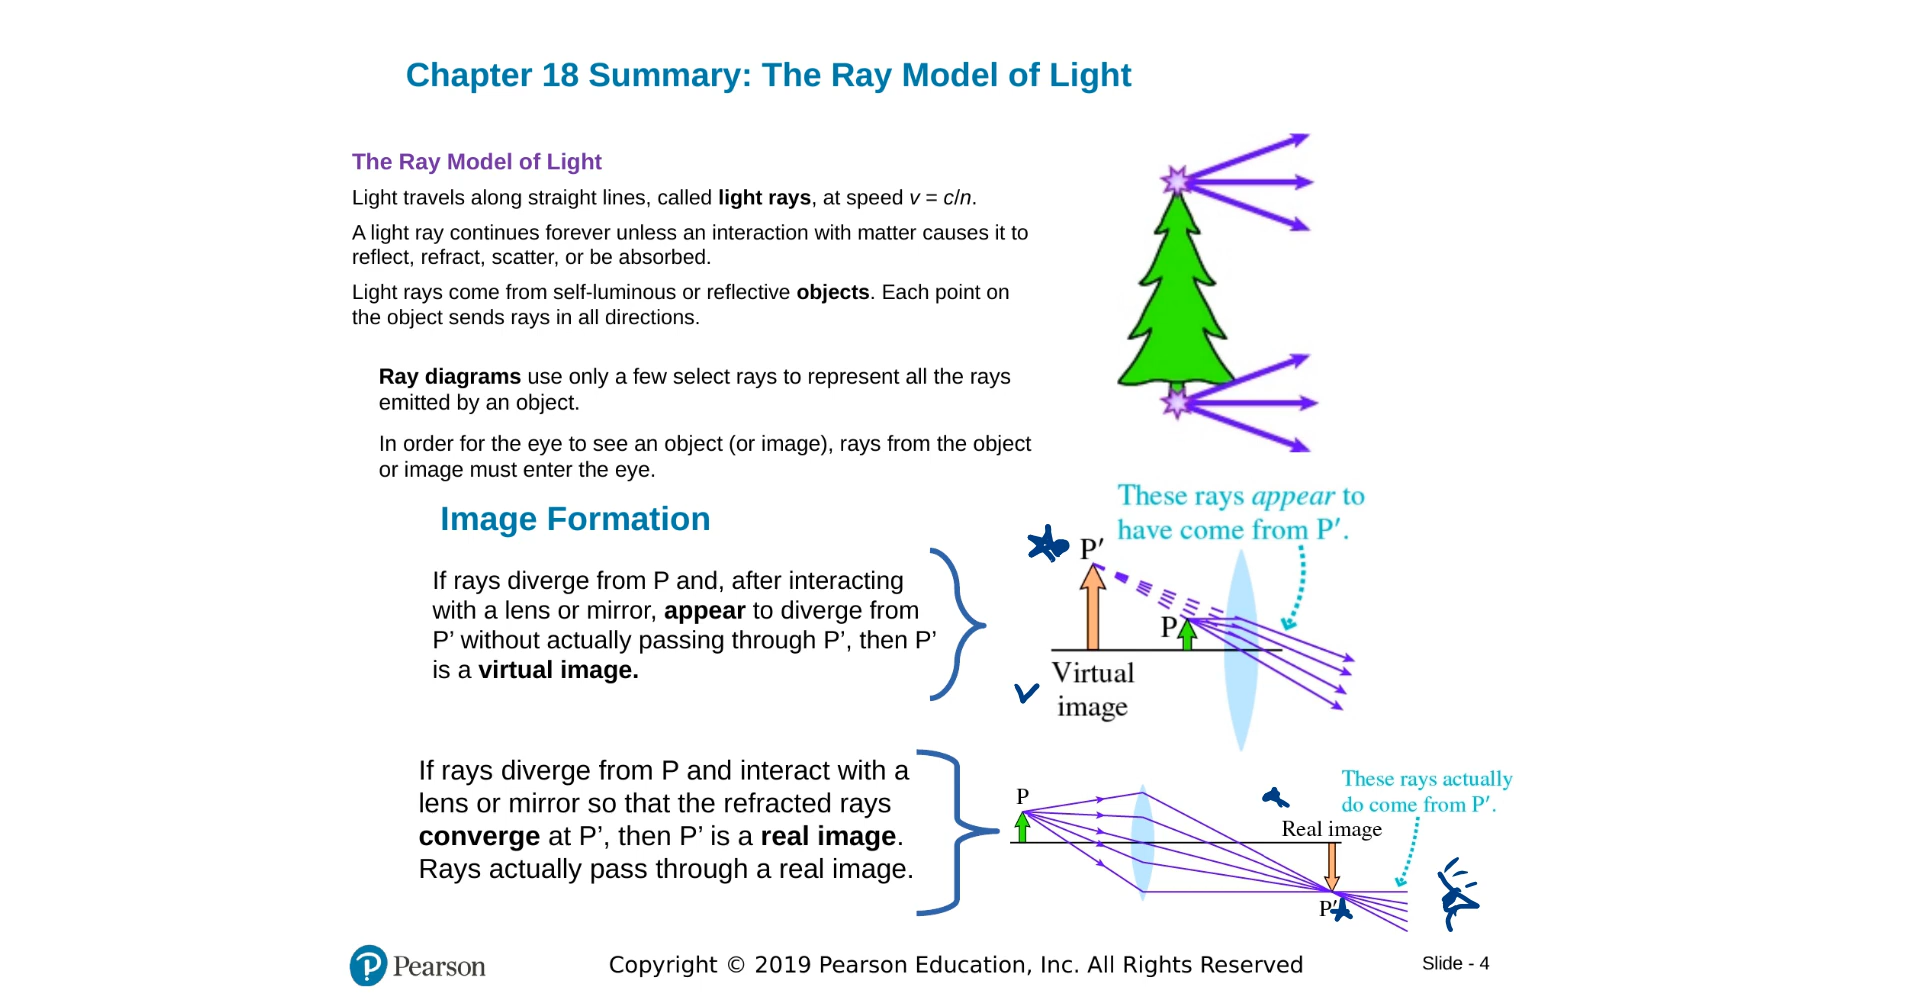 Chapter 18 Summary: The Ray Model of Light
The Ray Model of Light
Light travels along straight lines, called light rays, at speed v = c/n.
A light ray continues forever unless an interaction with matter causes it to
reflect, refract, scatter, or be absorbed.
Light rays come from self-luminous or reflective objects. Each point on
the object sends rays in all directions.
Ray diagrams use only a few select rays to represent all the rays
emitted by an object.
In order for the eye to see an object (or image), rays from the object
or image must enter the eye.
Image Formation
If rays diverge from P and, after interacting
with a lens or mirror, appear to diverge from
P’ without actually passing through P’, then P’
is a virtual image.
These rays appear to
have come from P′.
P′
P
Virtual
image
If rays diverge from P and interact with a
lens or mirror so that the refracted rays
converge at P’, then P’ is a real image.
Rays actually pass through a real image.
P
These rays actually
do come from P′.
Real image
P′
Pearson
Copyright © 2019 Pearson Education, Inc. All Rights Reserved
Slide - 4